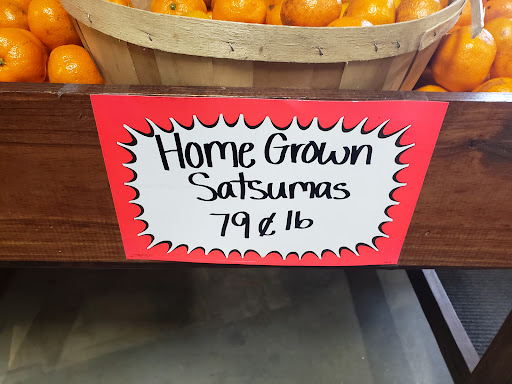 Home Grown
Satsumas
79¢ lb